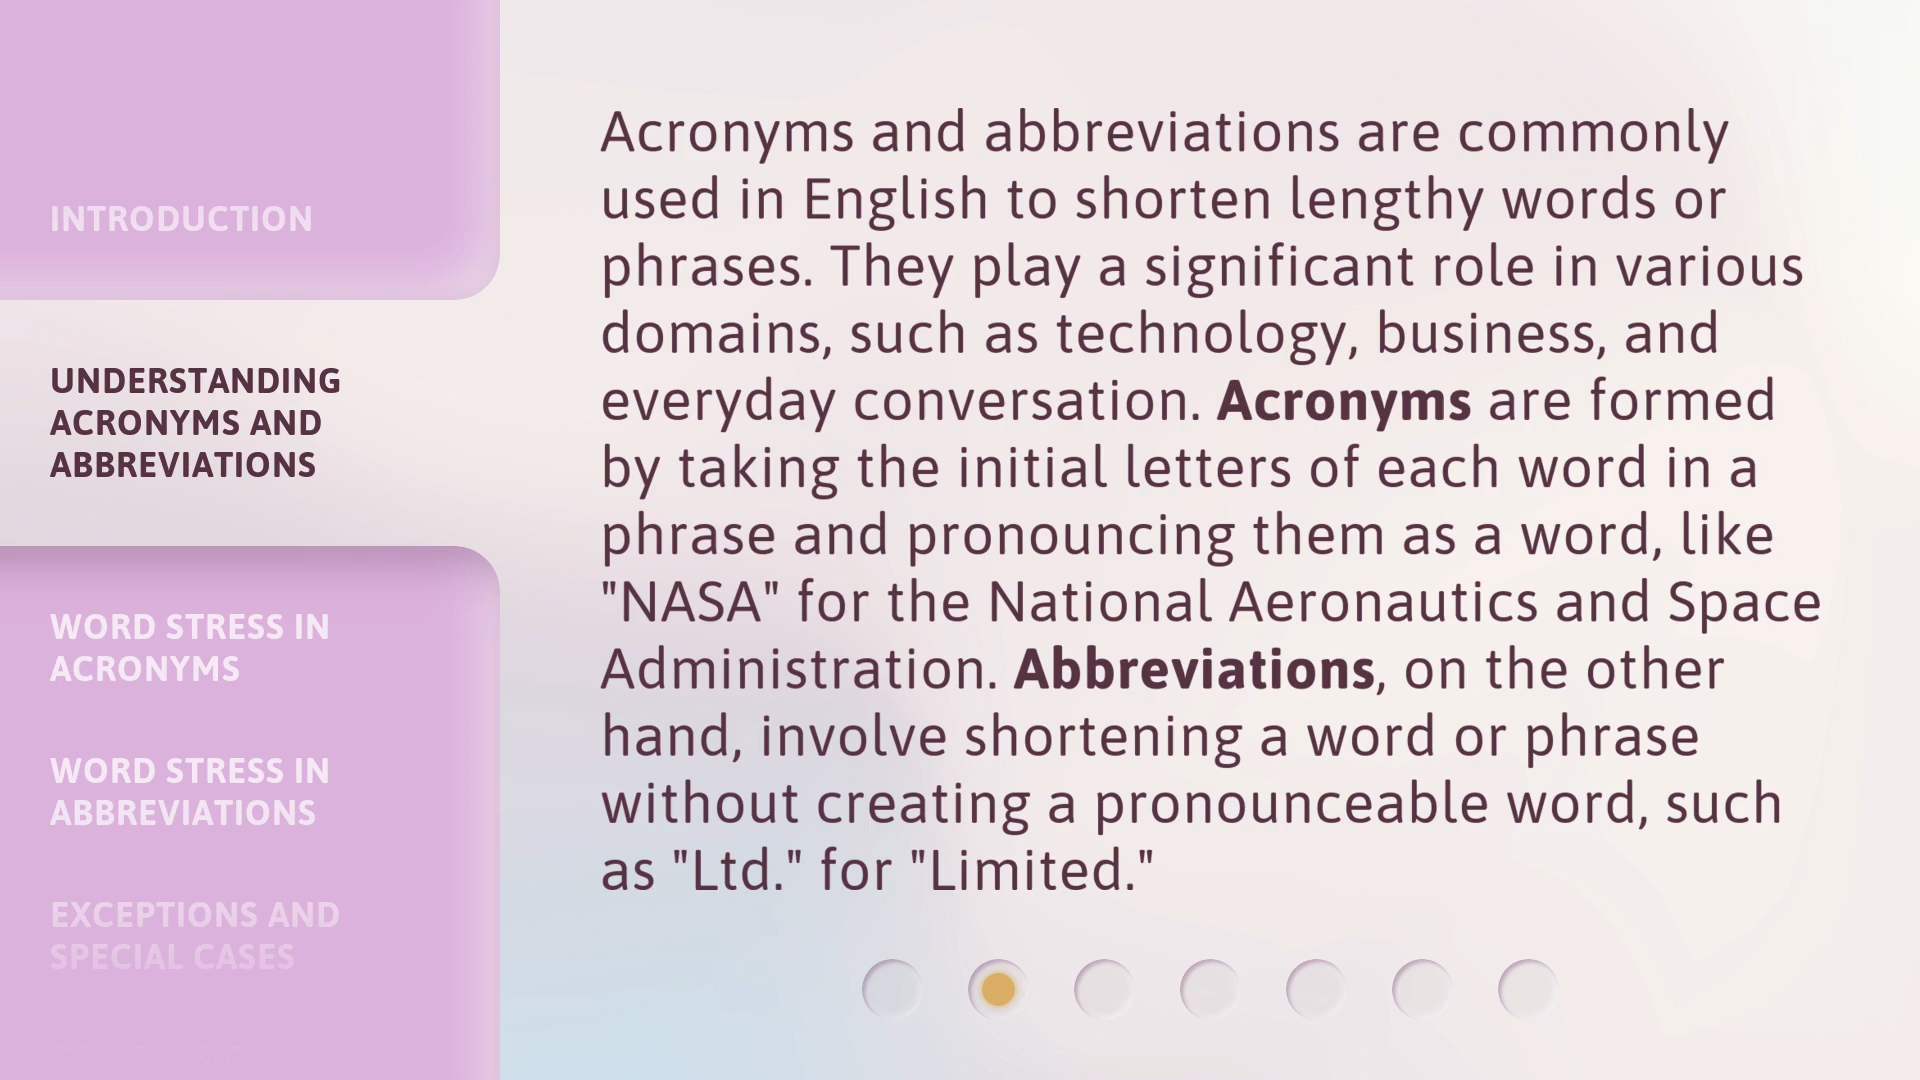 INTRODUCTION
UNDERSTANDING
ACRONYMS AND
ABBREVIATIONS
WORD STRESS IN
ACRONYMS
WORD STRESS IN
ABBREVIATIONS
EXCEPTIONS AND
SPECIAL CASES
CONCLUSION
Acronyms and abbreviations are commonly
used in English to shorten lengthy words or
phrases. They play a significant role in various
domains, such as technology, business, and
everyday conversation. Acronyms are formed
by taking the initial letters of each word in a
phrase and pronouncing them as a word, like
"NASA" for the National Aeronautics and Space
Administration. Abbreviations, on the other
hand, involve shortening a word or phrase
without creating a pronounceable word, such
as "Ltd." for "Limited."